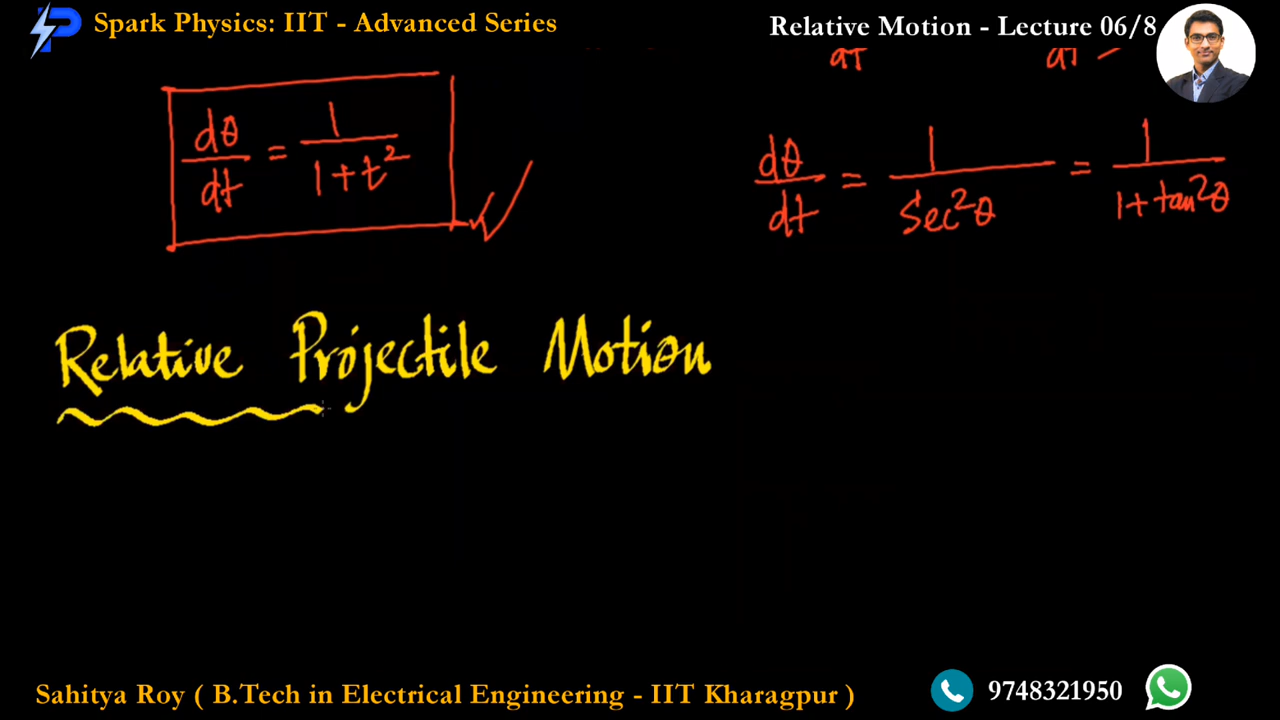 Spark Physics: IIT - Advanced Series
Relative Motion - Lecture 06/8
dθ/dt = 1/(1+t²)
dθ/dt = 1/Sec²θ = 1/(1+tan²θ)
Relative Projectile Motion
Sahitya Roy ( B.Tech in Electrical Engineering - IIT Kharagpur )
9748321950